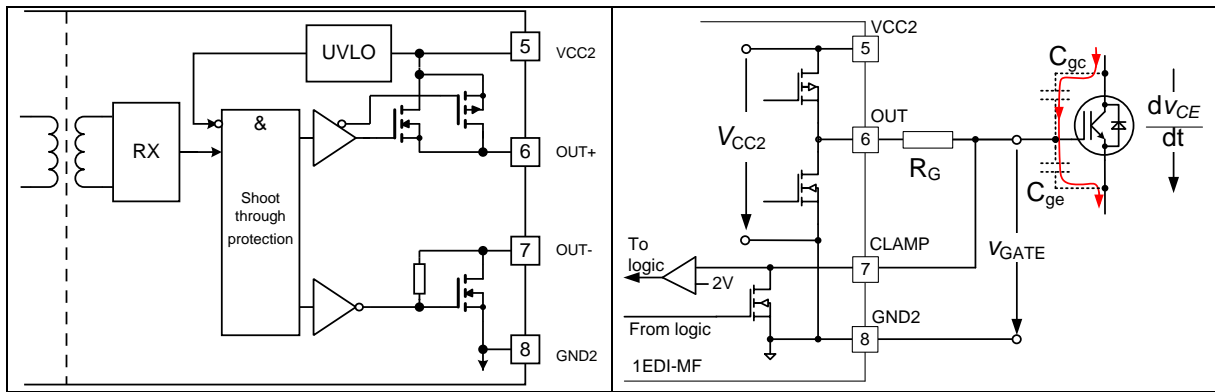 UVLO
5
VCC2
&
RX
6
OUT+
Shoot
through
protection
7
OUT-
8
GND2
VCC2
5
OUT
VCC2
6
RG
Cgc
Cge
dvCE
dt
CLAMP
To
logic
2V
7
vGATE
From logic
GND2
8
1EDI-MF